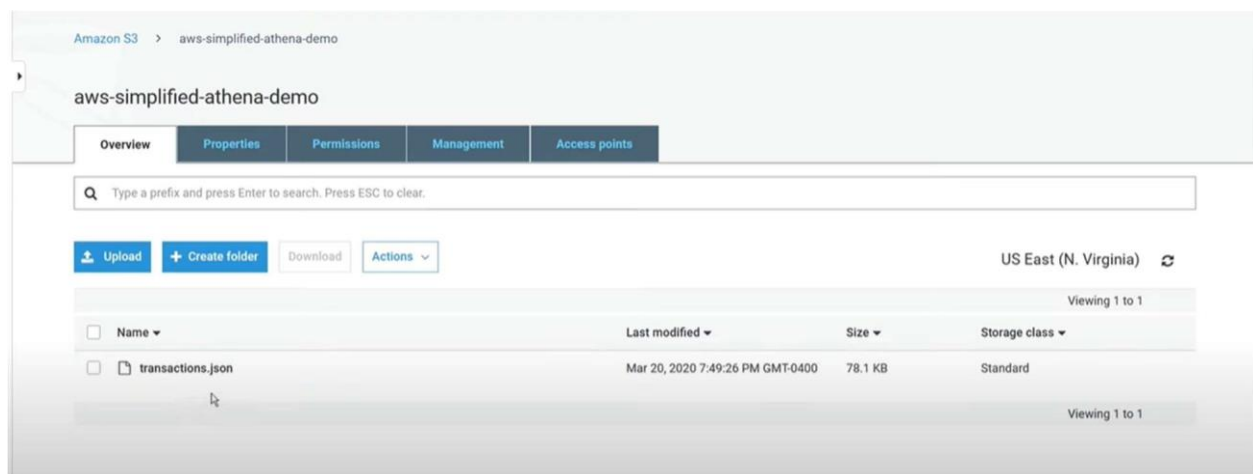 Amazon S3 > aws-simplified-athena-demo
aws-simplified-athena-demo
Overview Properties Permissions Management Access points
Type a prefix and press Enter to search. Press ESC to clear.
Upload + Create folder Download Actions US East (N. Virginia)
Viewing 1 to 1
Name Last modified Size Storage class
transactions.json Mar 20, 2020 7:49:26 PM GMT-0400 78.1 KB Standard
Viewing 1 to 1